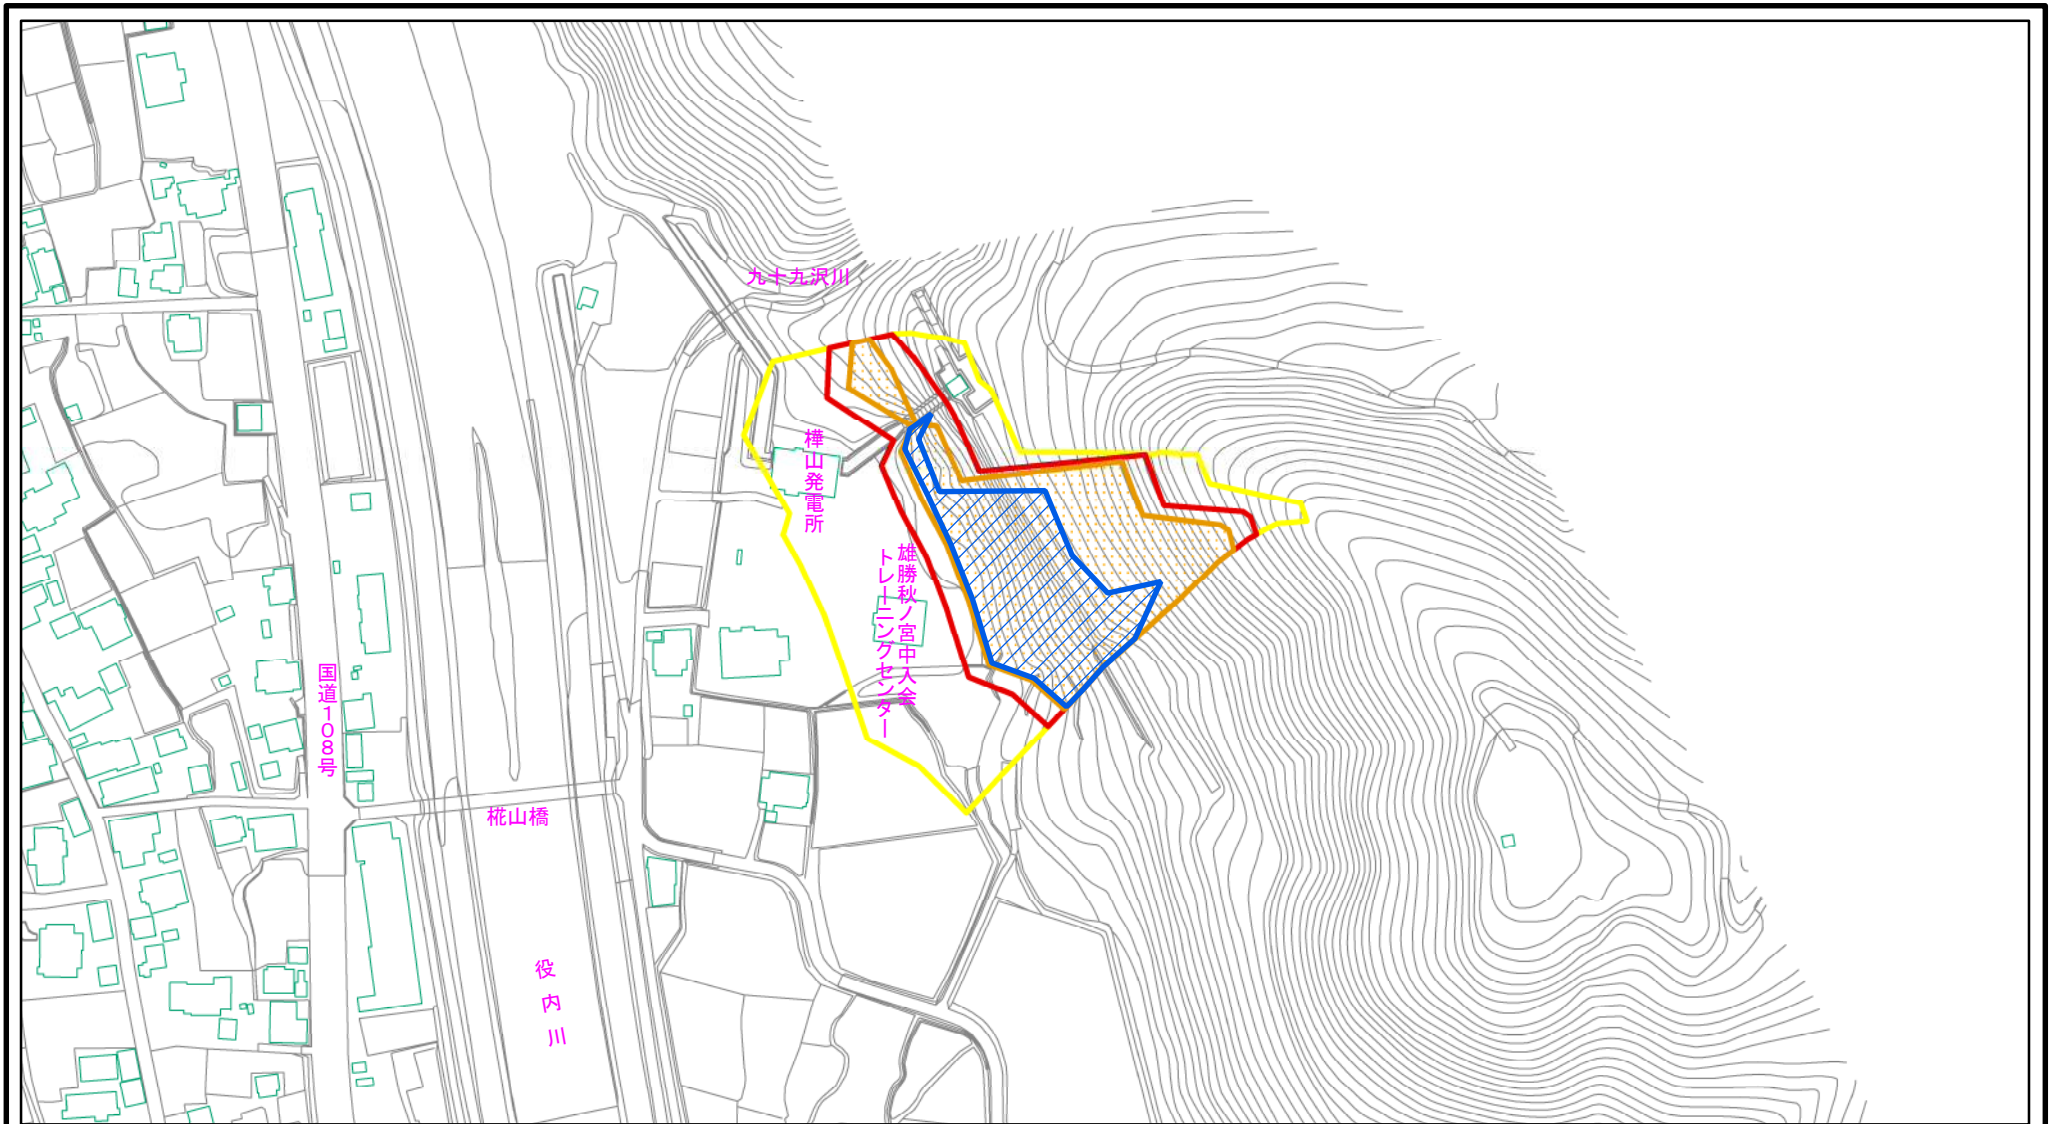 九十九沢川
樺山発電所
雄勝秋ノ宮中入会
トレーニングセンター
国道108号
椛山橋
役内川